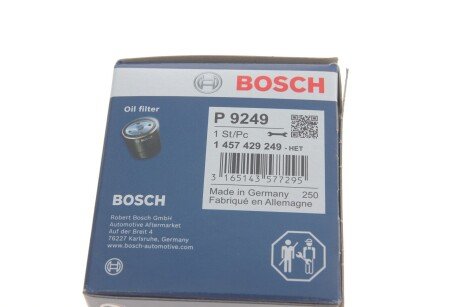 BOSCH
Oil filter
P 9249
1 St/Pc
1 457 429 249 - HET
3 165143 577295
Made in Germany 250
Fabriqué en Allemagne
BOSCH
Robert Bosch GmbH
Automotive Aftermarket
Auf der Breit 4
76227 Karlsruhe, Germany
www.bosch-automotive.com
BOSCH